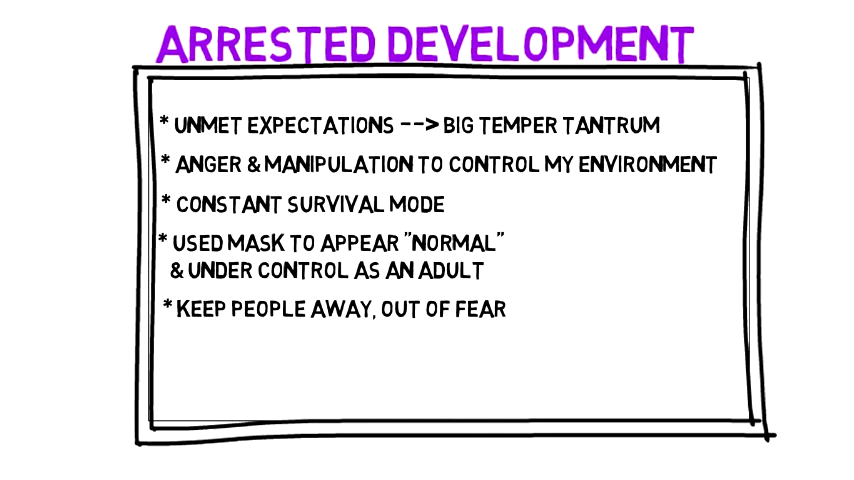 ARRESTED DEVELOPMENT
* UNMET EXPECTATIONS --> BIG TEMPER TANTRUM
* ANGER & MANIPULATION TO CONTROL MY ENVIRONMENT
* CONSTANT SURVIVAL MODE
* USED MASK TO APPEAR "NORMAL"
& UNDER CONTROL AS AN ADULT
* KEEP PEOPLE AWAY, OUT OF FEAR